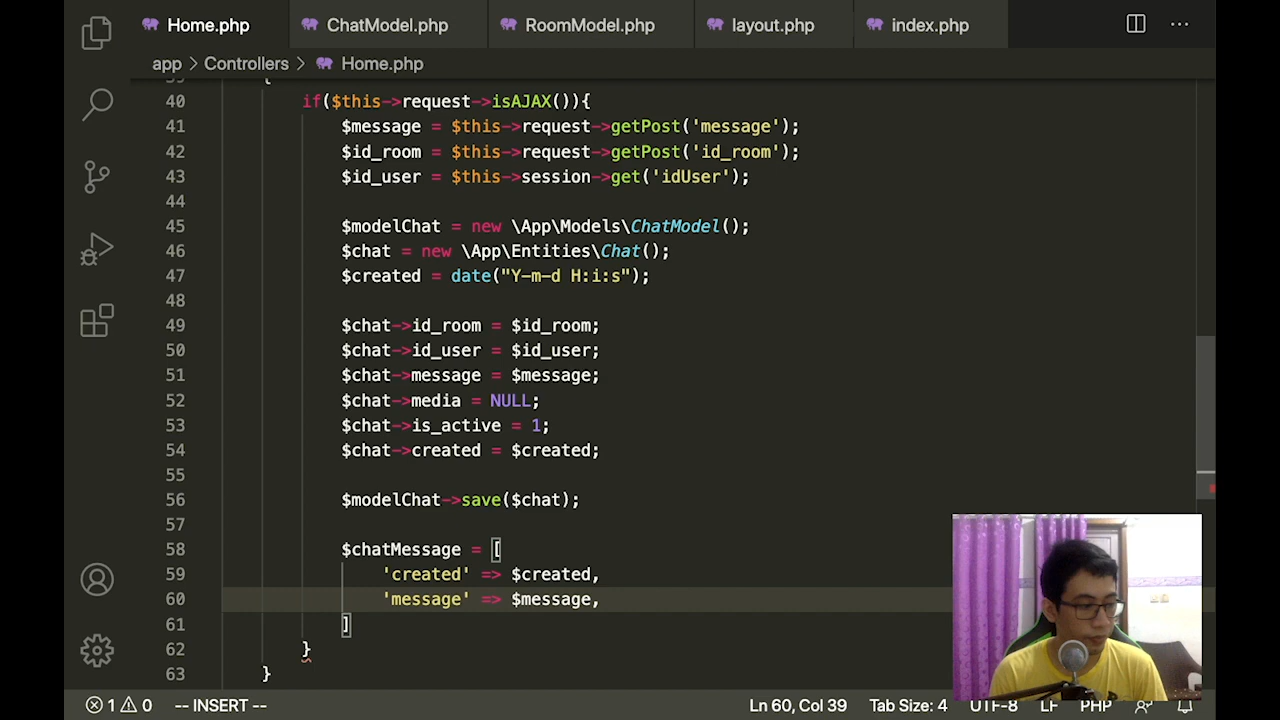 Home.php ChatModel.php RoomModel.php layout.php index.php
app > Controllers > Home.php
40 if($this->request->isAJAX()){
41 $message = $this->request->getPost('message');
42 $id_room = $this->request->getPost('id_room');
43 $id_user = $this->session->get('idUser');
44
45 $modelChat = new \App\Models\ChatModel();
46 $chat = new \App\Entities\Chat();
47 $created = date("Y-m-d H:i:s");
48
49 $chat->id_room = $id_room;
50 $chat->id_user = $id_user;
51 $chat->message = $message;
52 $chat->media = NULL;
53 $chat->is_active = 1;
54 $chat->created = $created;
55
56 $modelChat->save($chat);
57
58 $chatMessage = [
59 'created' => $created,
60 'message' => $message,
61 ]
62 }
63 }
1 0 -- INSERT -- Ln 60, Col 39 Tab Size: 4 UTF-8 LF PHP